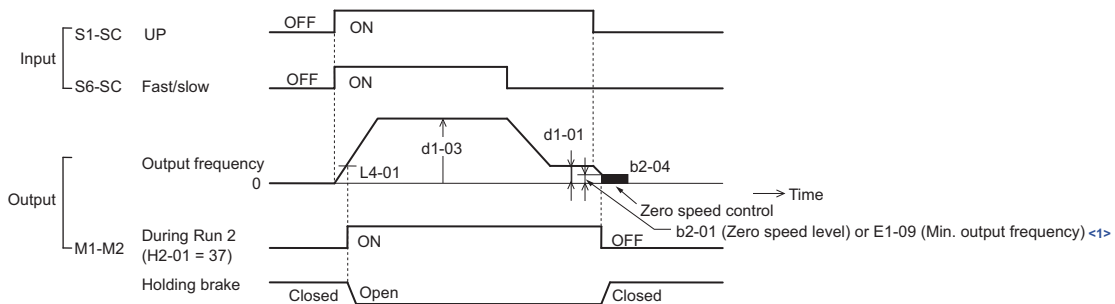 Input
S1-SC UP
OFF
ON
S6-SC Fast/slow
OFF
ON
Output
Output frequency
0
L4-01
d1-03
d1-01
b2-04
Time
Zero speed control
b2-01 (Zero speed level) or E1-09 (Min. output frequency) <1>
M1-M2
During Run 2
(H2-01 = 37)
ON
OFF
Holding brake
Closed
Open
Closed